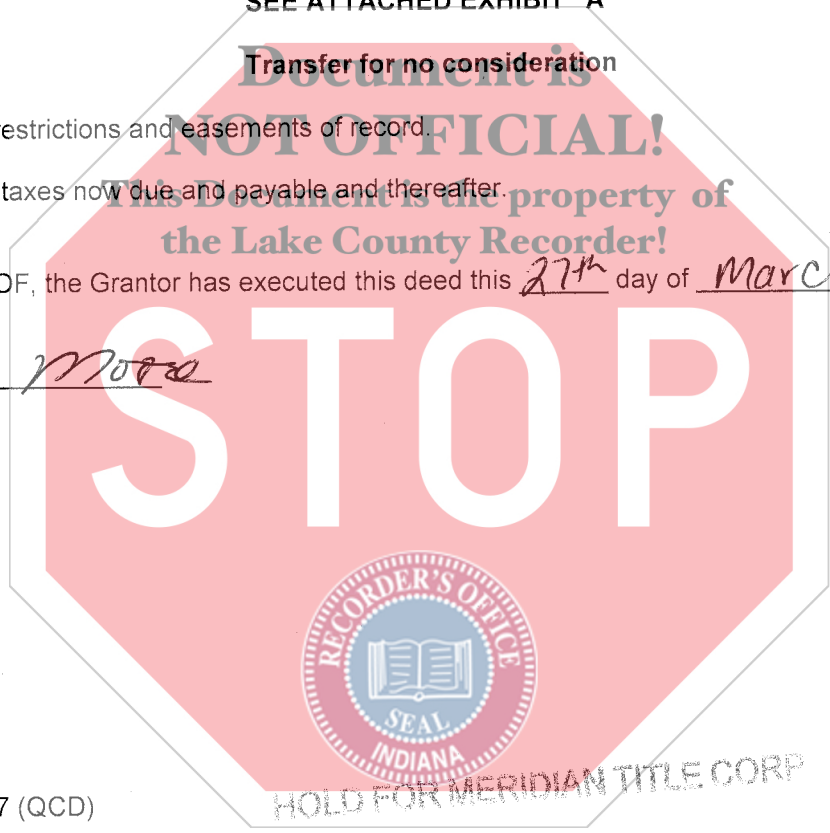 SEE ATTACHED EXHIBIT "A
Transfer for no consideration
Document is
restrictions and easements of record.
NOT OFFICIAL!
taxes now due and payable and thereafter.
This Document is the property of
the Lake County Recorder!
OF, the Grantor has executed this deed this 27th day of Marc
Moore
STOP
RECORDER'S OFFICE
SEAL
INDIANA
HOLD FOR MERIDIAN TITLE CORP
7 (QCD)